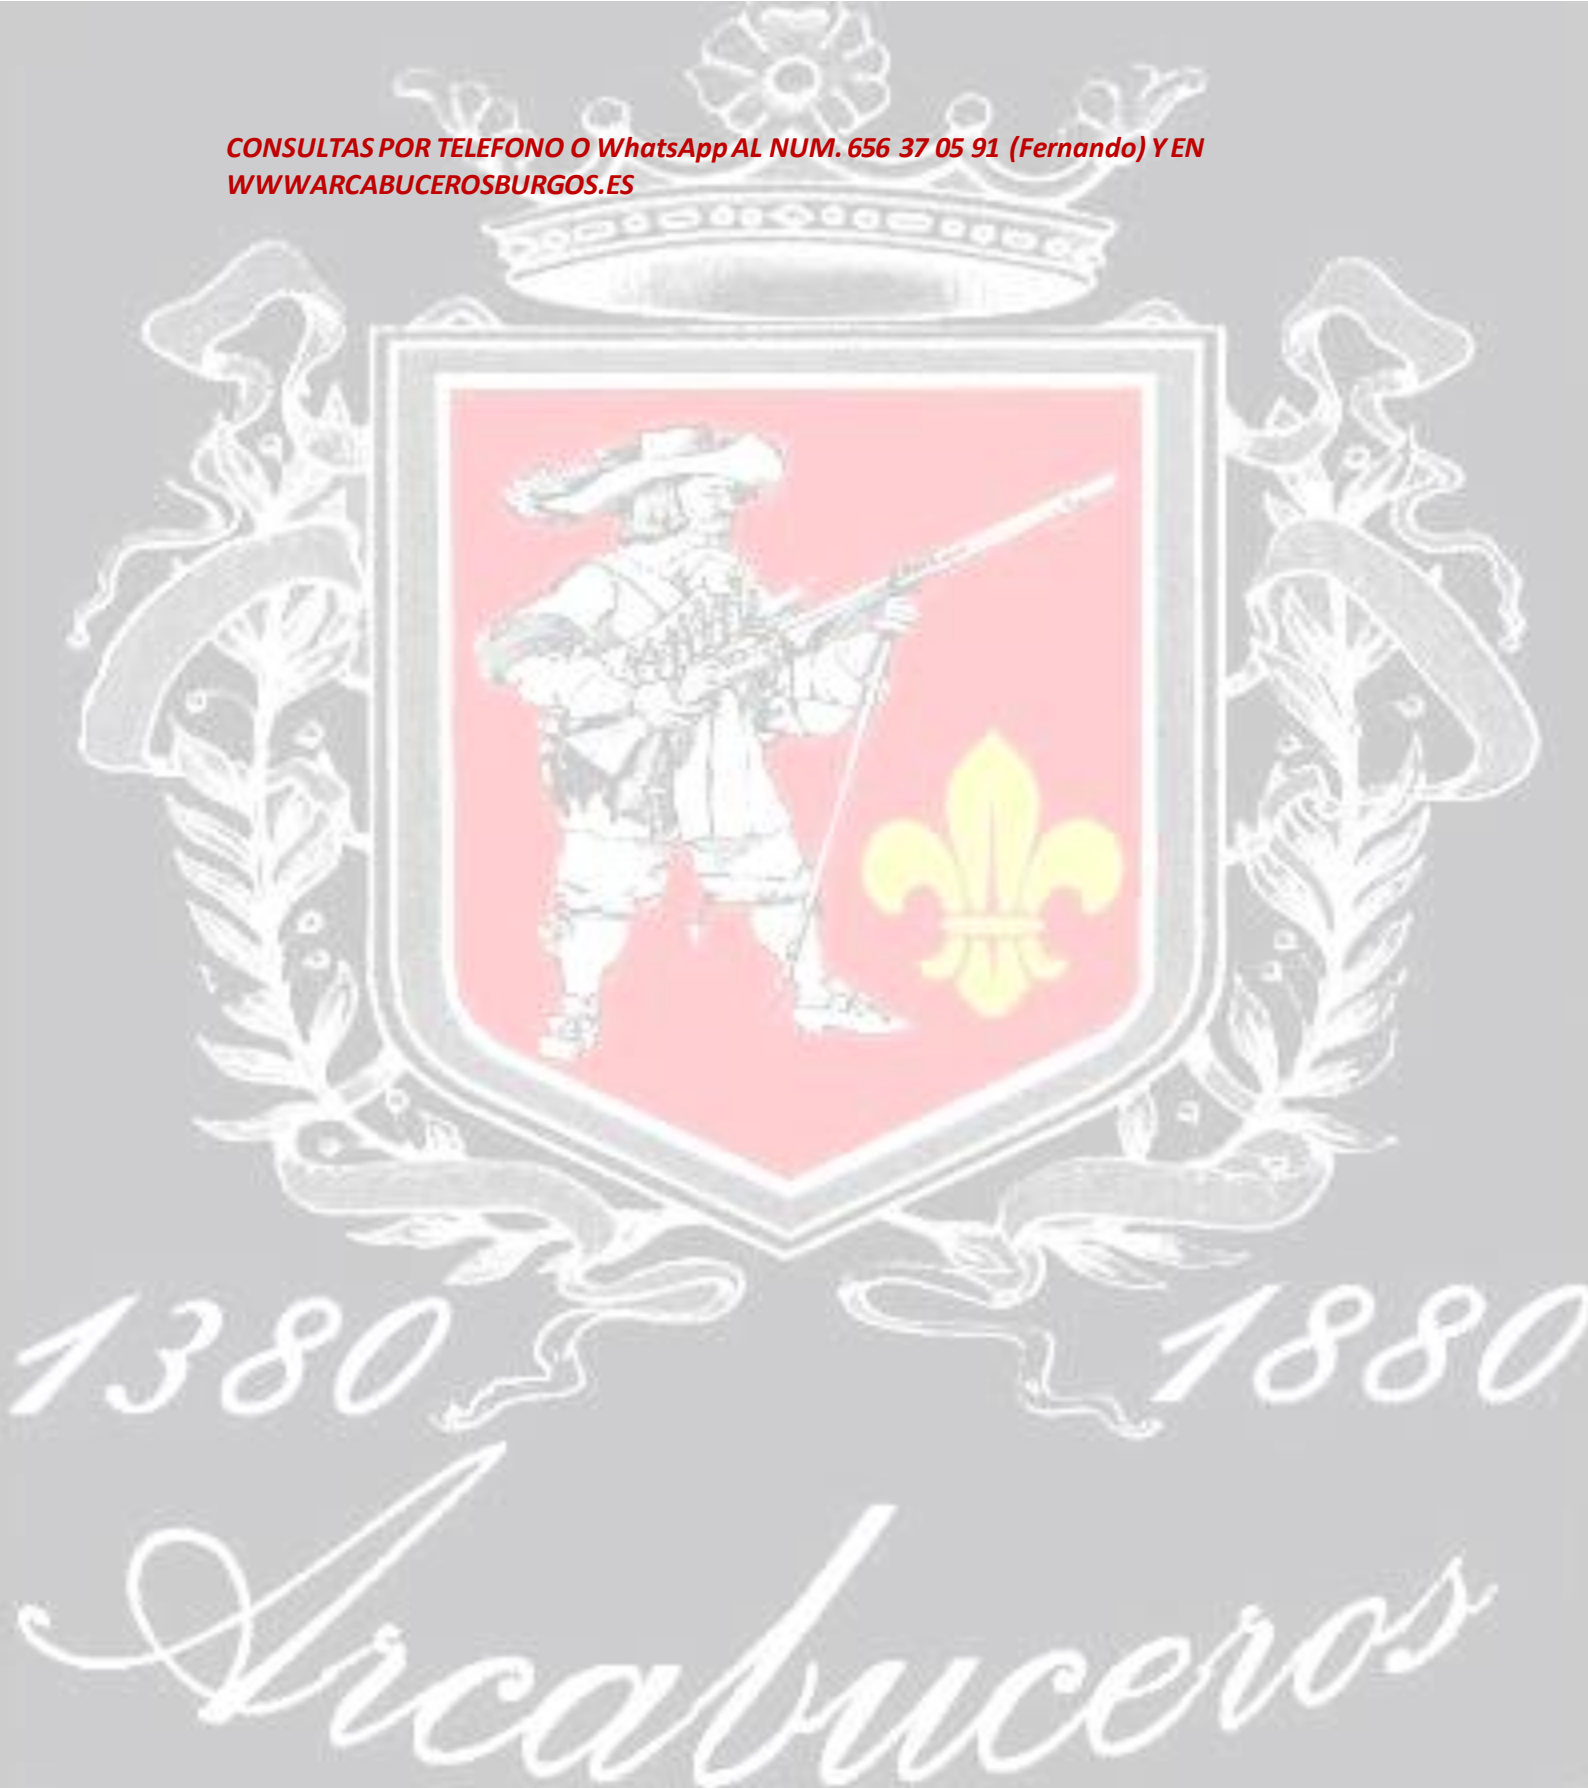 CONSULTAS POR TELEFONO O WhatsApp AL NUM. 656 37 05 91 (Fernando) Y EN
WWWARCABUCEROSBURGOS.ES
1380 1880
Arcabuceros